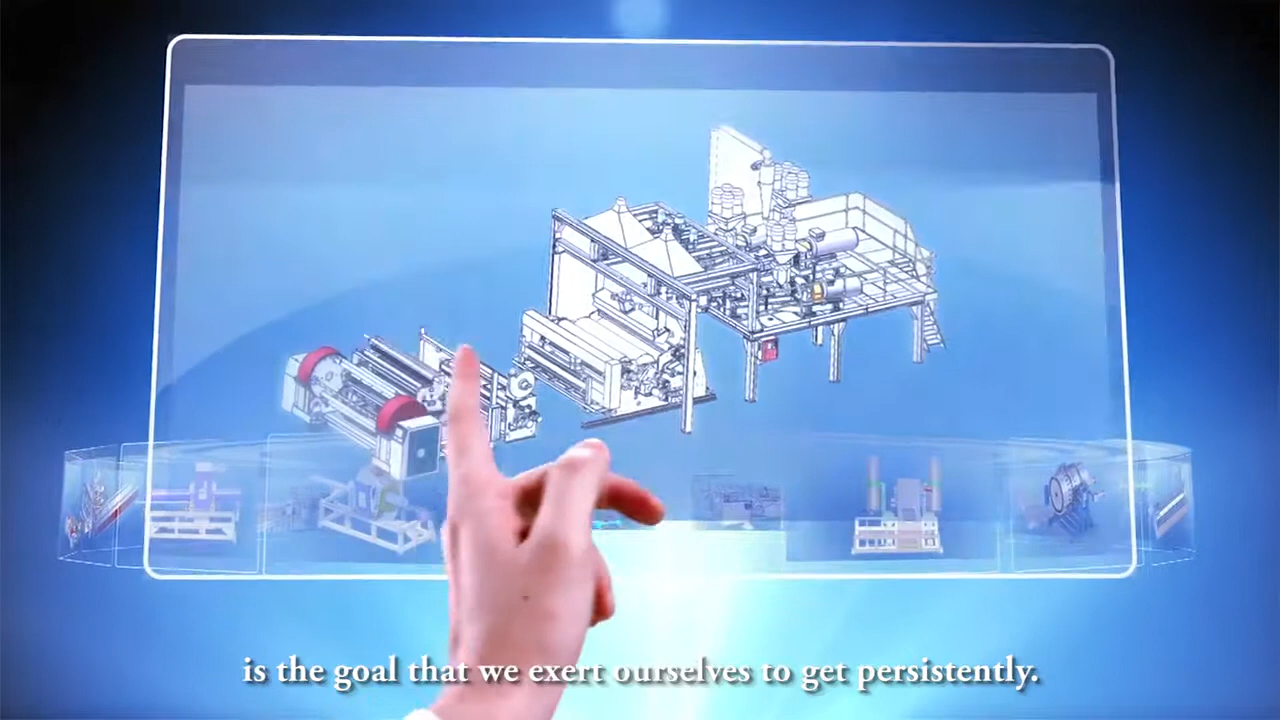 is the goal that we exert ourselves to get persistently.